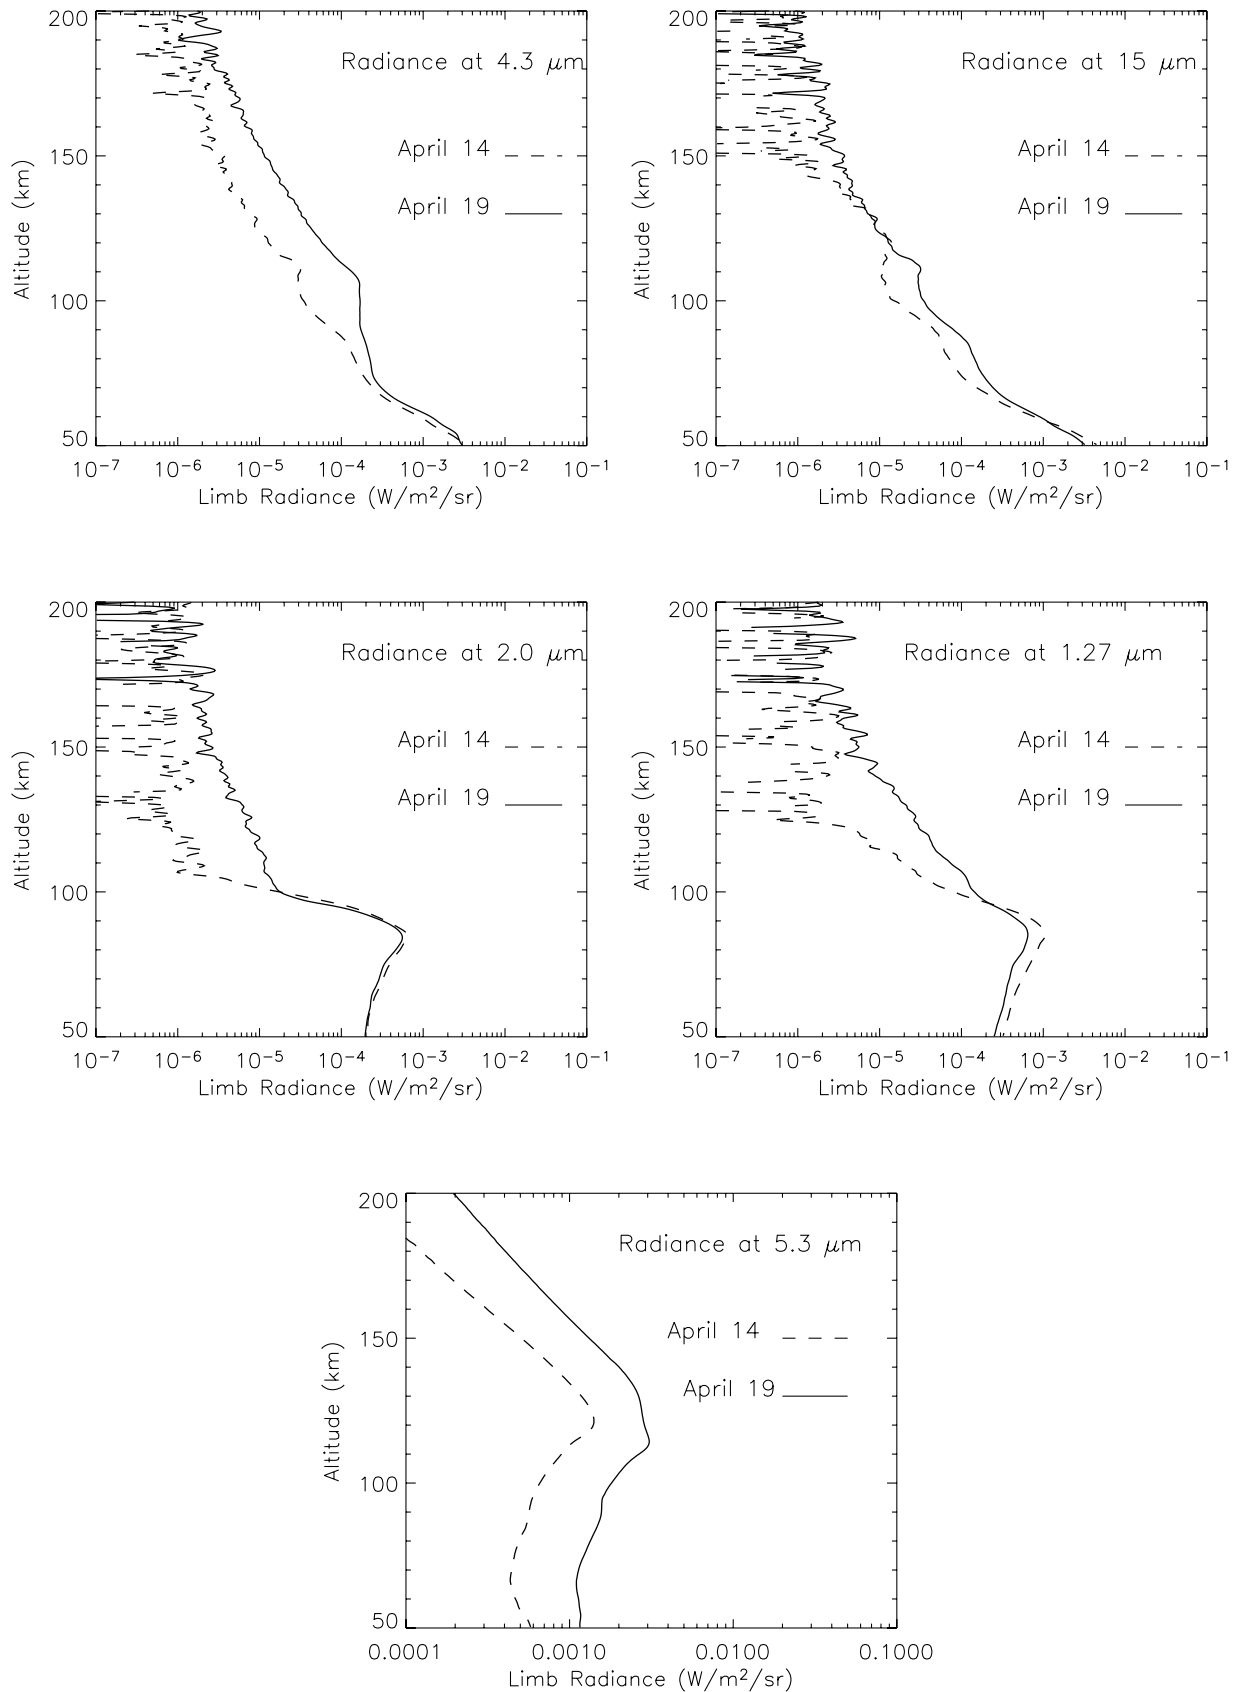 200
Radiance at 4.3 μm
April 14
150
April 19
Altitude (km)
100
50
10⁻⁷ 10⁻⁶ 10⁻⁵ 10⁻⁴ 10⁻³ 10⁻² 10⁻¹
Limb Radiance (W/m²/sr)
200
Radiance at 15 μm
April 14
150
April 19
Altitude (km)
100
50
10⁻⁷ 10⁻⁶ 10⁻⁵ 10⁻⁴ 10⁻³ 10⁻² 10⁻¹
Limb Radiance (W/m²/sr)
200
Radiance at 2.0 μm
April 14
150
April 19
Altitude (km)
100
50
10⁻⁷ 10⁻⁶ 10⁻⁵ 10⁻⁴ 10⁻³ 10⁻² 10⁻¹
Limb Radiance (W/m²/sr)
200
Radiance at 1.27 μm
April 14
150
April 19
Altitude (km)
100
50
10⁻⁷ 10⁻⁶ 10⁻⁵ 10⁻⁴ 10⁻³ 10⁻² 10⁻¹
Limb Radiance (W/m²/sr)
200
Radiance at 5.3 μm
April 14
150
April 19
Altitude (km)
100
50
0.0001 0.0010 0.0100 0.1000
Limb Radiance (W/m²/sr)